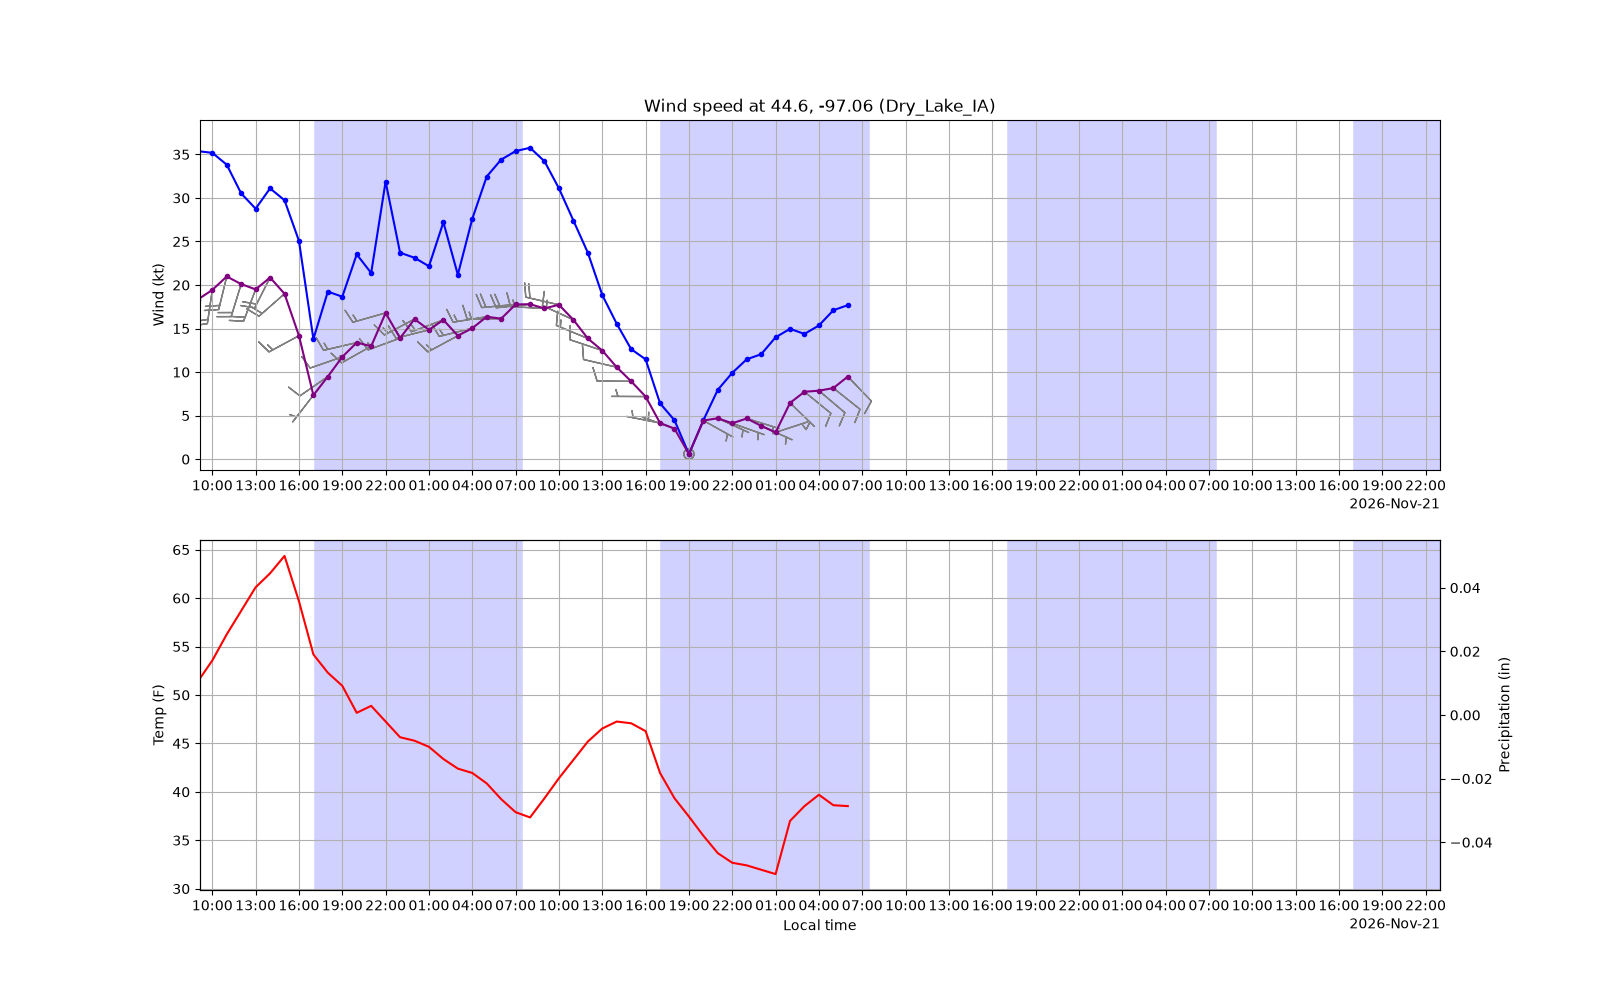 Wind speed at 44.6, -97.06 (Dry_Lake_IA)
Wind (kt)
35
30
25
20
15
10
5
0
10:00 13:00 16:00 19:00 22:00 01:00 04:00 07:00 10:00 13:00 16:00 19:00 22:00 01:00 04:00 07:00 10:00 13:00 16:00 19:00 22:00 01:00 04:00 07:00 10:00 13:00 16:00 19:00 22:00
2026-Nov-21
Temp (F)
65
60
55
50
45
40
35
30
0.04
0.02
0.00
−0.02
−0.04
Precipitation (in)
10:00 13:00 16:00 19:00 22:00 01:00 04:00 07:00 10:00 13:00 16:00 19:00 22:00 01:00 04:00 07:00 10:00 13:00 16:00 19:00 22:00 01:00 04:00 07:00 10:00 13:00 16:00 19:00 22:00
Local time
2026-Nov-21